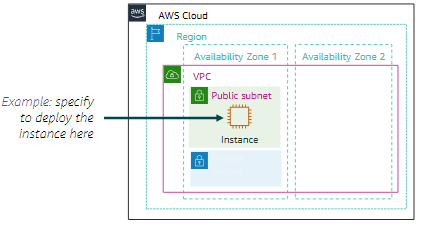 aws
AWS Cloud
Region
Availability Zone 1
Availability Zone 2
VPC
Public subnet
Example: specify
to deploy the
instance here
Instance